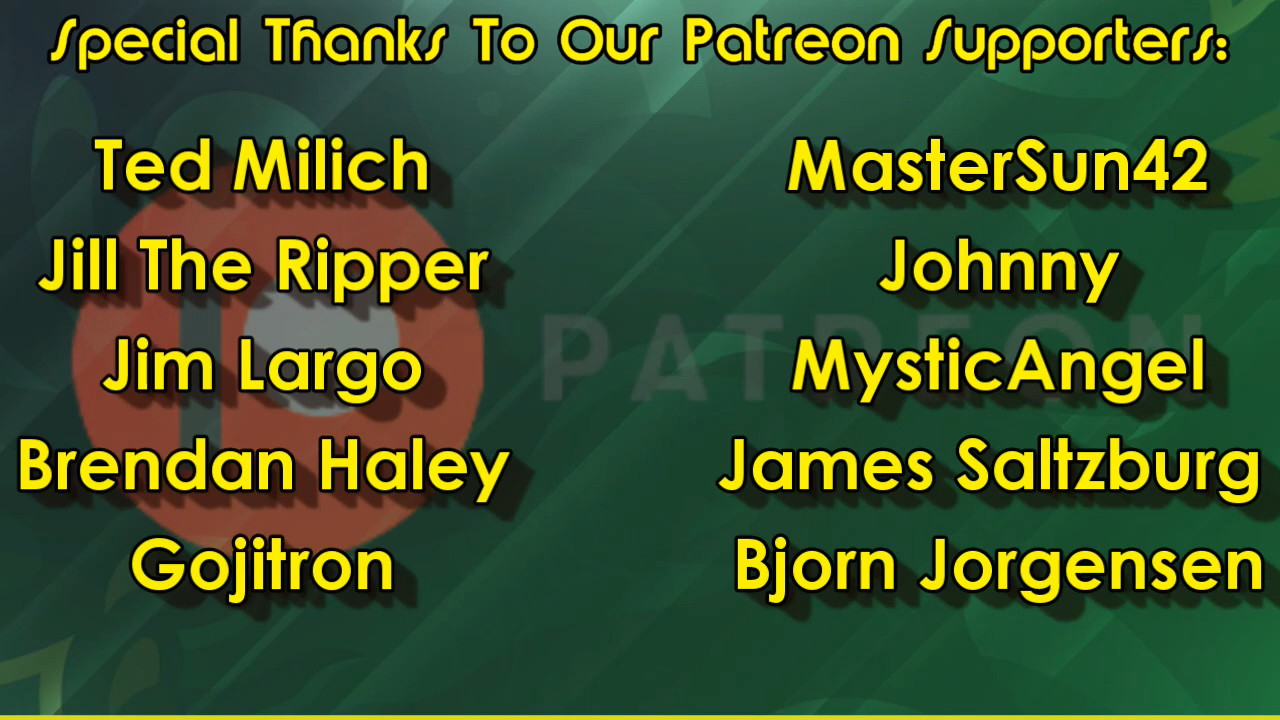 Special Thanks To Our Patreon Supporters:
Ted Milich
Jill The Ripper
Jim Largo
Brendan Haley
Gojitron
PATREON
MasterSun42
Johnny
MysticAngel
James Saltzburg
Bjorn Jorgensen